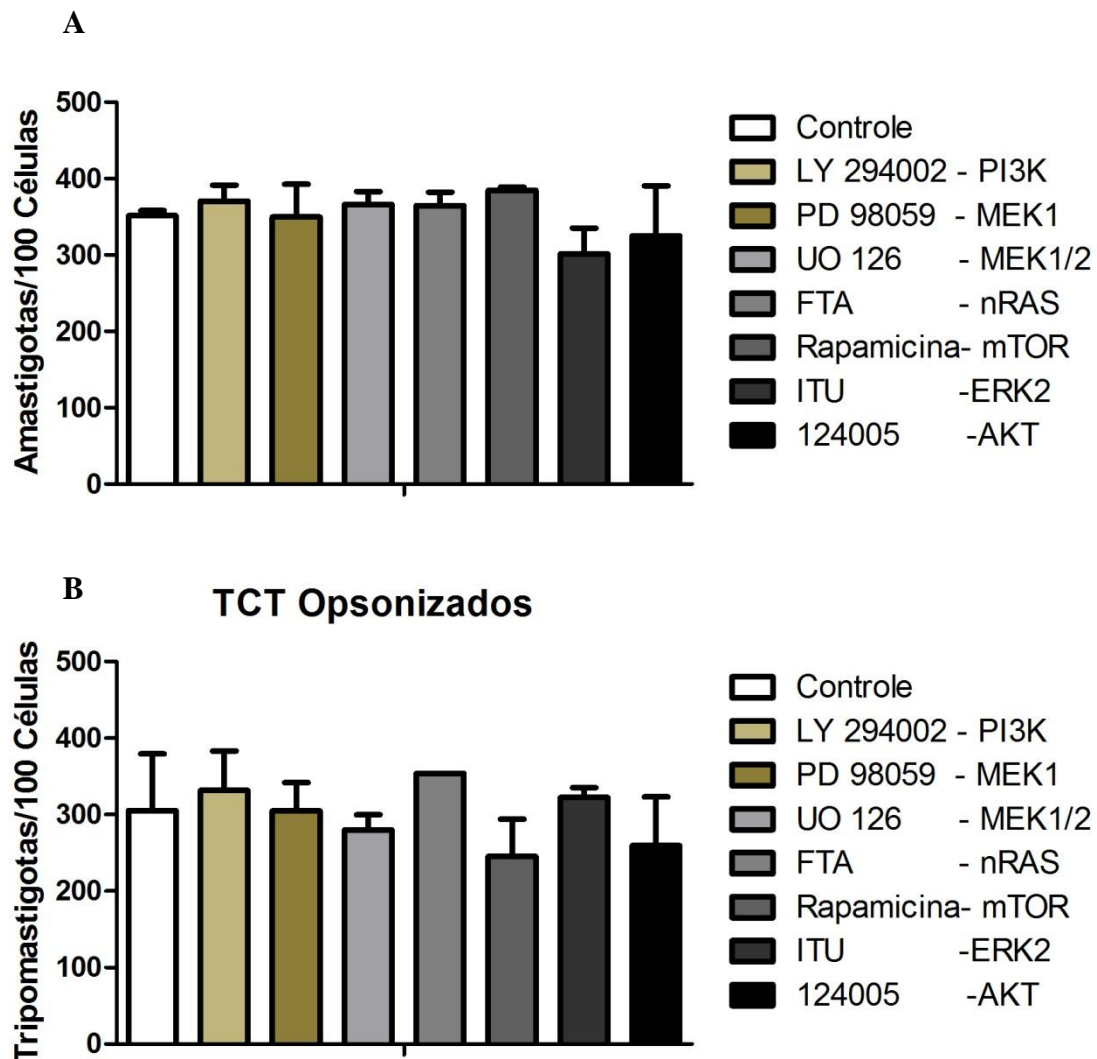 A
500
400
300
200
100
0
Amastigotas/100 Células
Controle
LY 294002 - PI3K
PD 98059 - MEK1
UO 126 - MEK1/2
FTA - nRAS
Rapamicina- mTOR
ITU -ERK2
124005 -AKT
B
TCT Opsonizados
500
400
300
200
100
0
Tripomastigotas/100 Células
Controle
LY 294002 - PI3K
PD 98059 - MEK1
UO 126 - MEK1/2
FTA - nRAS
Rapamicina- mTOR
ITU -ERK2
124005 -AKT